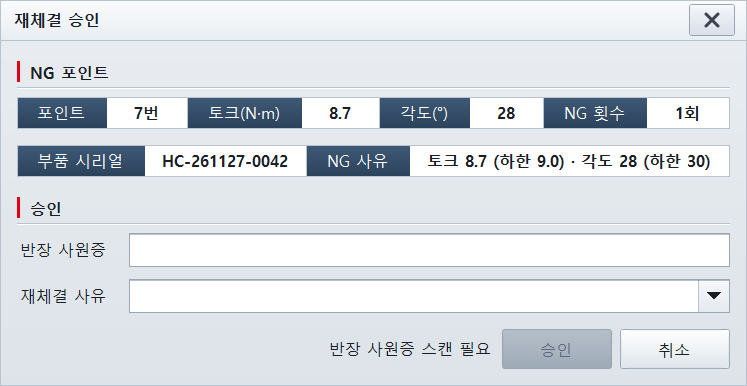 재체결 승인
NG 포인트
포인트 7번 토크(N·m) 8.7 각도(°) 28 NG 횟수 1회
부품 시리얼 HC-261127-0042 NG 사유 토크 8.7 (하한 9.0) · 각도 28 (하한 30)
승인
반장 사원증
재체결 사유
반장 사원증 스캔 필요 승인 취소